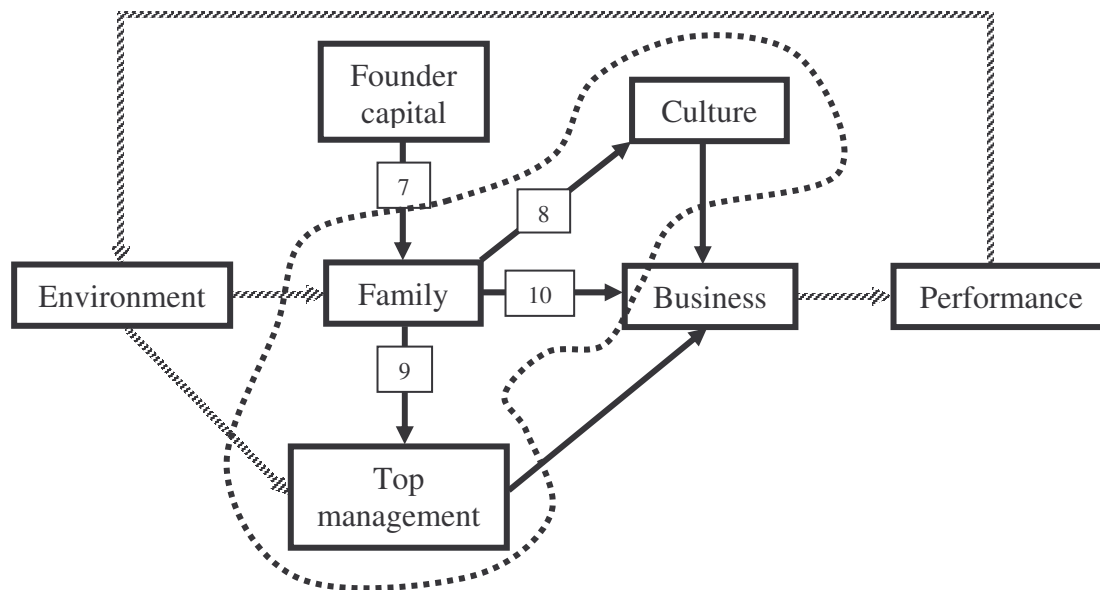 Founder
capital
Culture
7
8
Environment
Family
10
Business
Performance
9
Top
management